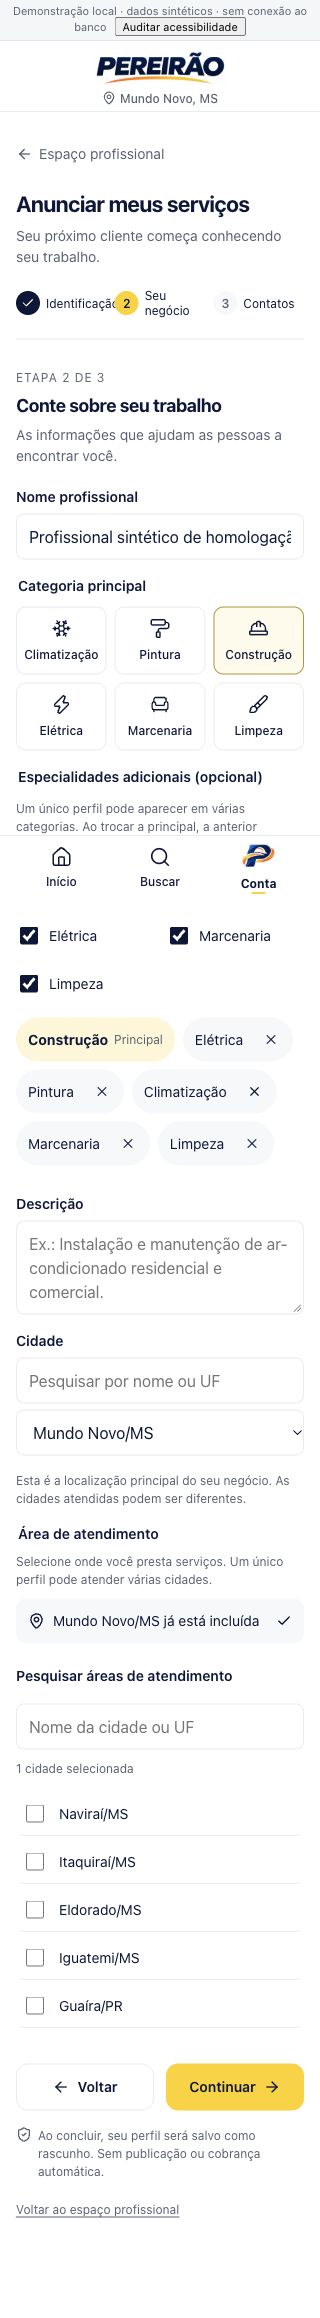 Demonstração local · dados sintéticos · sem conexão ao
banco Auditar acessibilidade
PEREIRÃO
Mundo Novo, MS
Espaço profissional
Anunciar meus serviços
Seu próximo cliente começa conhecendo
seu trabalho.
Identificação 2 Seu negócio 3 Contatos
ETAPA 2 DE 3
Conte sobre seu trabalho
As informações que ajudam as pessoas a
encontrar você.
Nome profissional
Profissional sintético de homologaçã
Categoria principal
Climatização Pintura Construção
Elétrica Marcenaria Limpeza
Especialidades adicionais (opcional)
Um único perfil pode aparecer em várias
categorias. Ao trocar a principal, a anterior
Início Buscar Conta
Elétrica Marcenaria
Limpeza
Construção Principal Elétrica
Pintura Climatização
Marcenaria Limpeza
Descrição
Ex.: Instalação e manutenção de ar-
condicionado residencial e
comercial.
Cidade
Pesquisar por nome ou UF
Mundo Novo/MS
Esta é a localização principal do seu negócio. As
cidades atendidas podem ser diferentes.
Área de atendimento
Selecione onde você presta serviços. Um único
perfil pode atender várias cidades.
Mundo Novo/MS já está incluída
Pesquisar áreas de atendimento
Nome da cidade ou UF
1 cidade selecionada
Naviraí/MS
Itaquiraí/MS
Eldorado/MS
Iguatemi/MS
Guaíra/PR
Voltar Continuar
Ao concluir, seu perfil será salvo como
rascunho. Sem publicação ou cobrança
automática.
Voltar ao espaço profissional